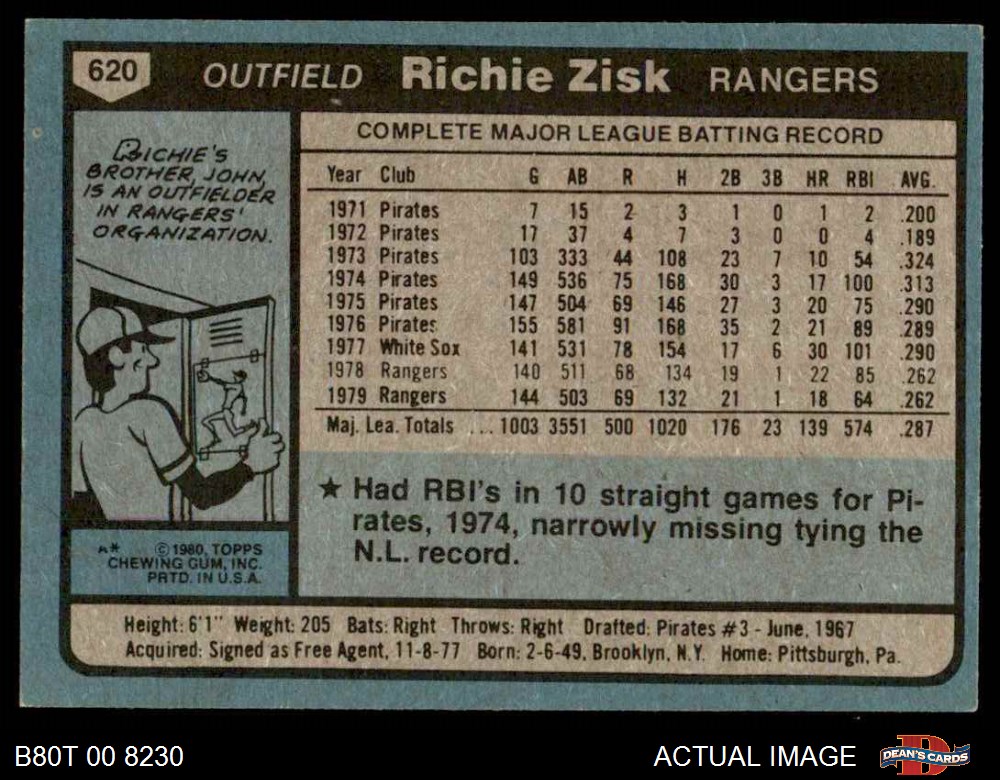 620 OUTFIELD Richie Zisk RANGERS
RICHIE'S
BROTHER, JOHN,
IS AN OUTFIELDER
IN RANGERS'
ORGANIZATION.
A* © 1980, TOPPS
CHEWING GUM, INC.
PRTD. IN U.S.A.
COMPLETE MAJOR LEAGUE BATTING RECORD
Year Club G AB R H 2B 3B HR RBI AVG.
1971 Pirates 7 15 2 3 1 0 1 2 .200
1972 Pirates 17 37 4 7 3 0 0 4 .189
1973 Pirates 103 333 44 108 23 7 10 54 .324
1974 Pirates 149 536 75 168 30 3 17 100 .313
1975 Pirates 147 504 69 146 27 3 20 75 .290
1976 Pirates 155 581 91 168 35 2 21 89 .289
1977 White Sox 141 531 78 154 17 6 30 101 .290
1978 Rangers 140 511 68 134 19 1 22 85 .262
1979 Rangers 144 503 69 132 21 1 18 64 .262
Maj. Lea. Totals ... 1003 3551 500 1020 176 23 139 574 .287
★ Had RBI's in 10 straight games for Pi-
rates, 1974, narrowly missing tying the
N.L. record.
Height: 6'1" Weight: 205 Bats: Right Throws: Right Drafted: Pirates #3 - June, 1967
Acquired: Signed as Free Agent, 11-8-77 Born: 2-6-49, Brooklyn, N.Y. Home: Pittsburgh, Pa.
B80T 00 8230 ACTUAL IMAGE DEAN'S CARDS